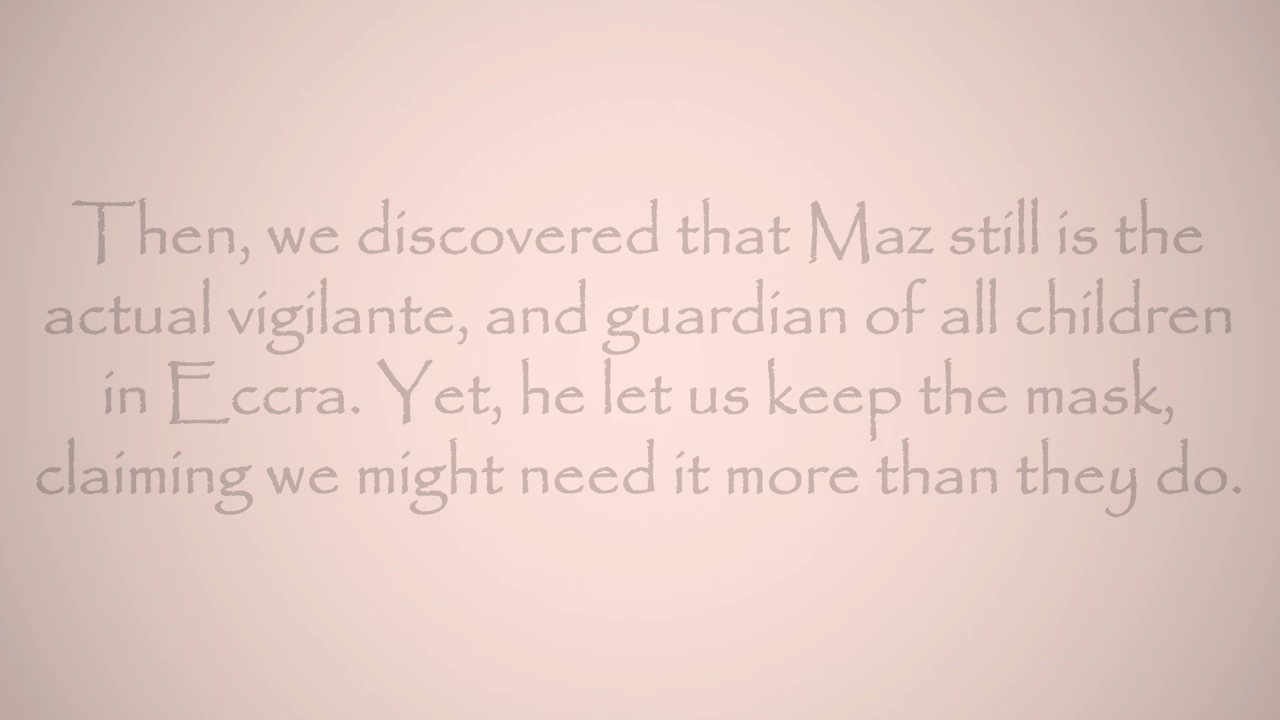 Then, we discovered that Maz still is the
actual vigilante, and guardian of all children
in Eccra. Yet, he let us keep the mask,
claiming we might need it more than they do.